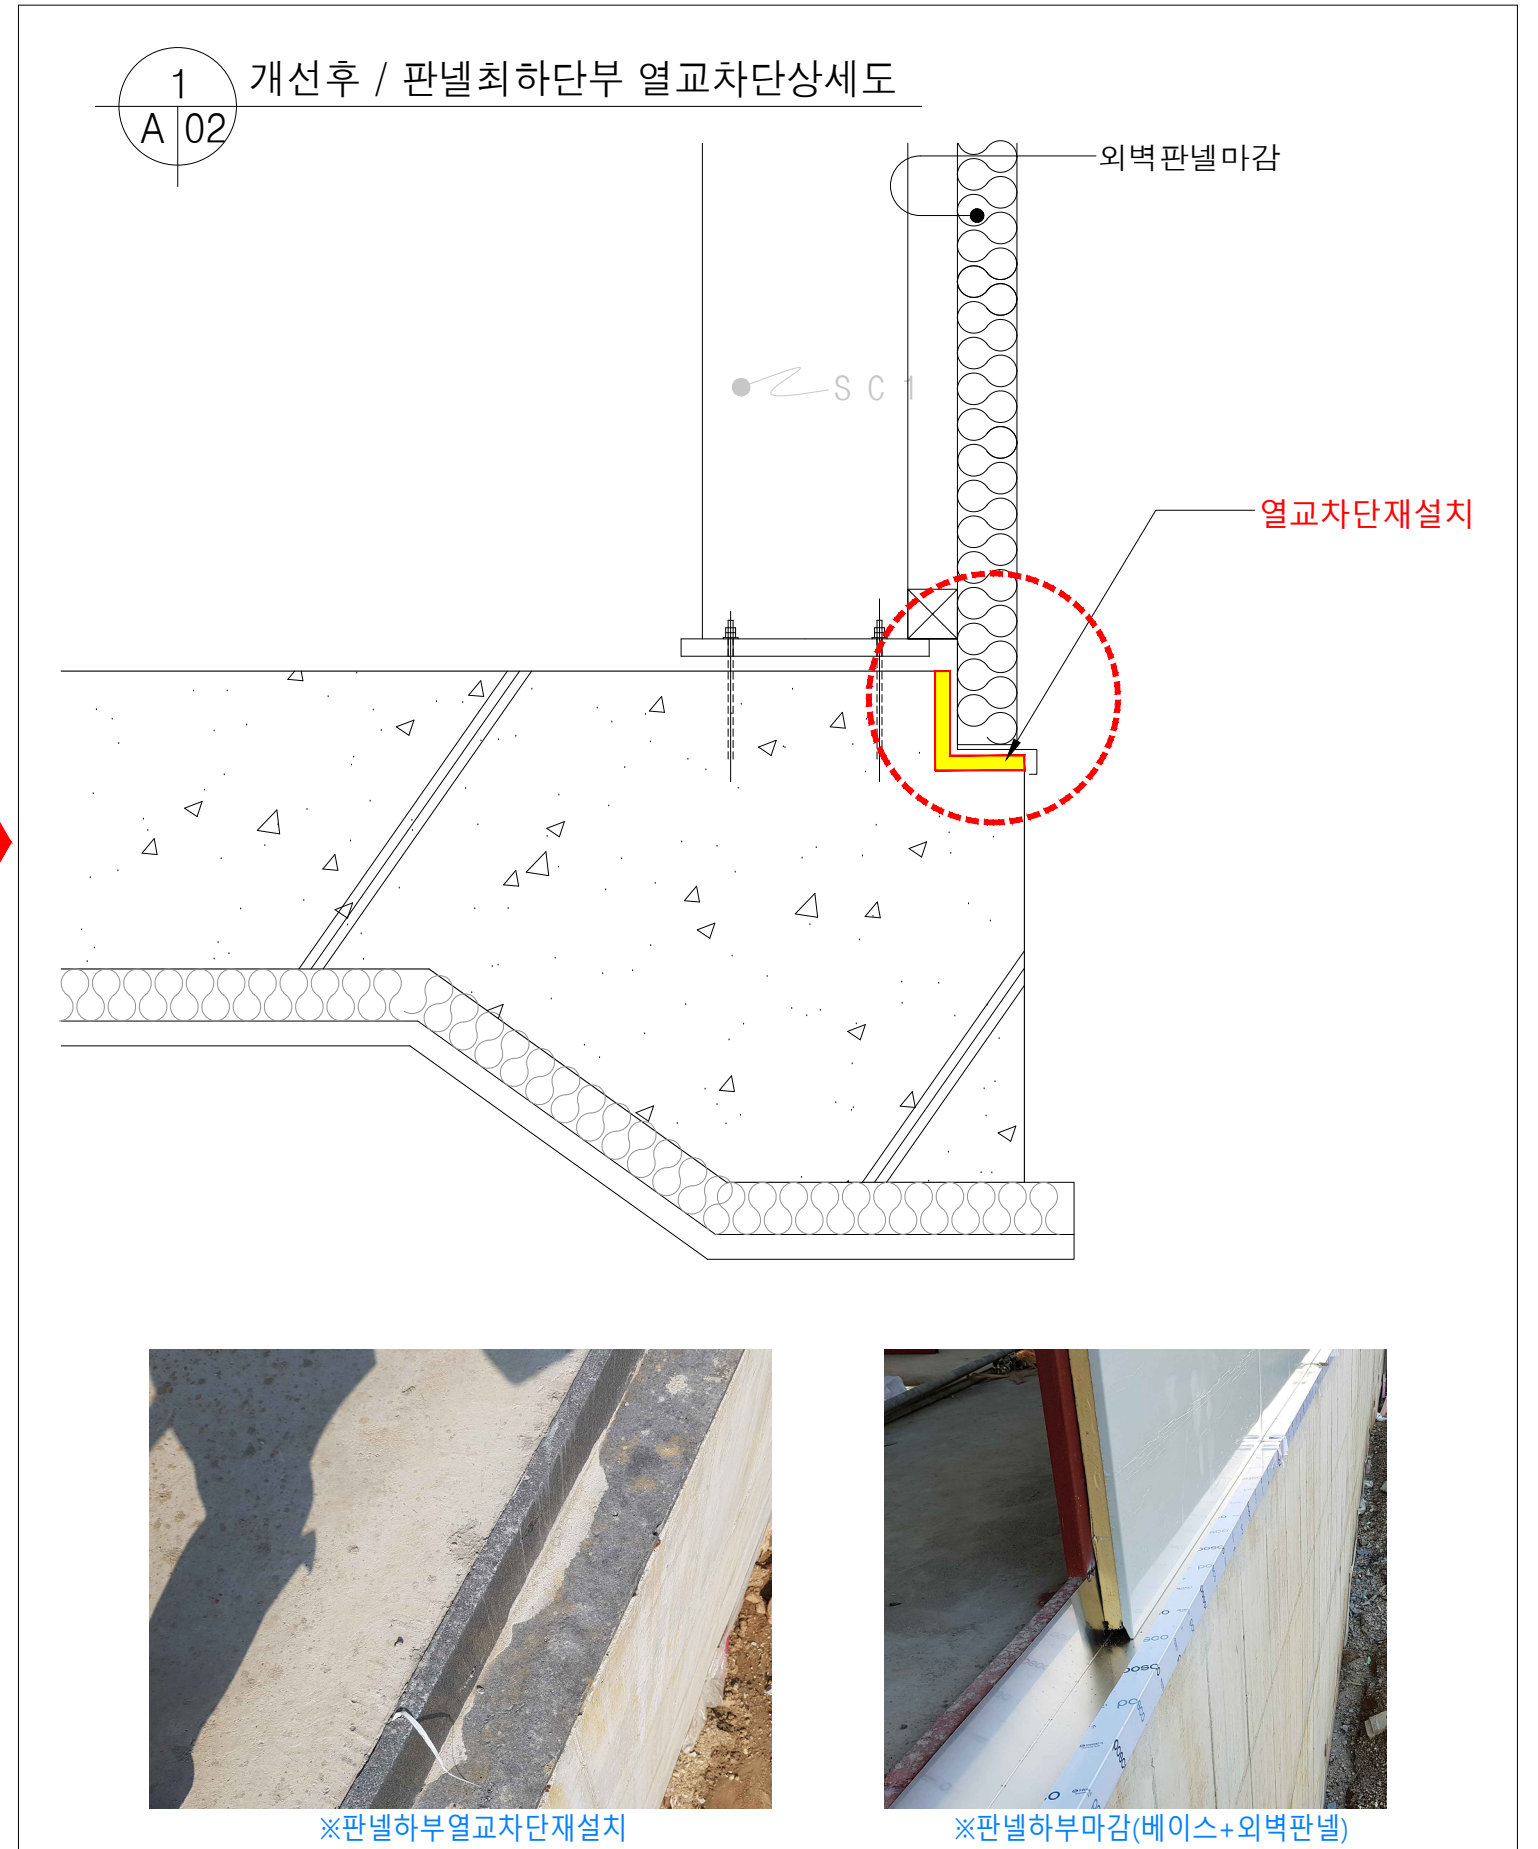 1
개선후 / 판넬최하단부 열교차단상세도
A 02
외벽판넬마감
S C 1
열교차단재설치
※판넬하부열교차단재설치
※판넬하부마감(베이스+외벽판넬)
posco